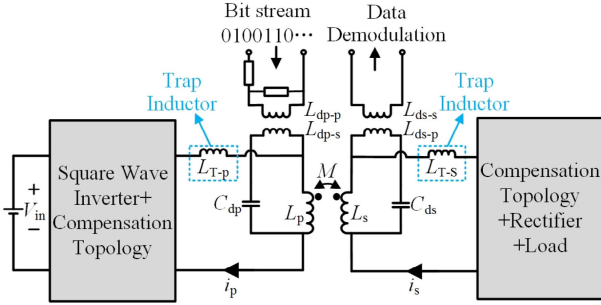 Bit stream
0100110···
Data
Demodulation
Trap
Inductor
L_dp-p
L_dp-s
L_ds-s
L_ds-p
Trap
Inductor
Square Wave
Inverter+
Compensation
Topology
L_T-p
M
L_T-S
Compensation
Topology
+Rectifier
+Load
+
V_in
−
C_dp
L_p
L_s
C_ds
i_p
i_s